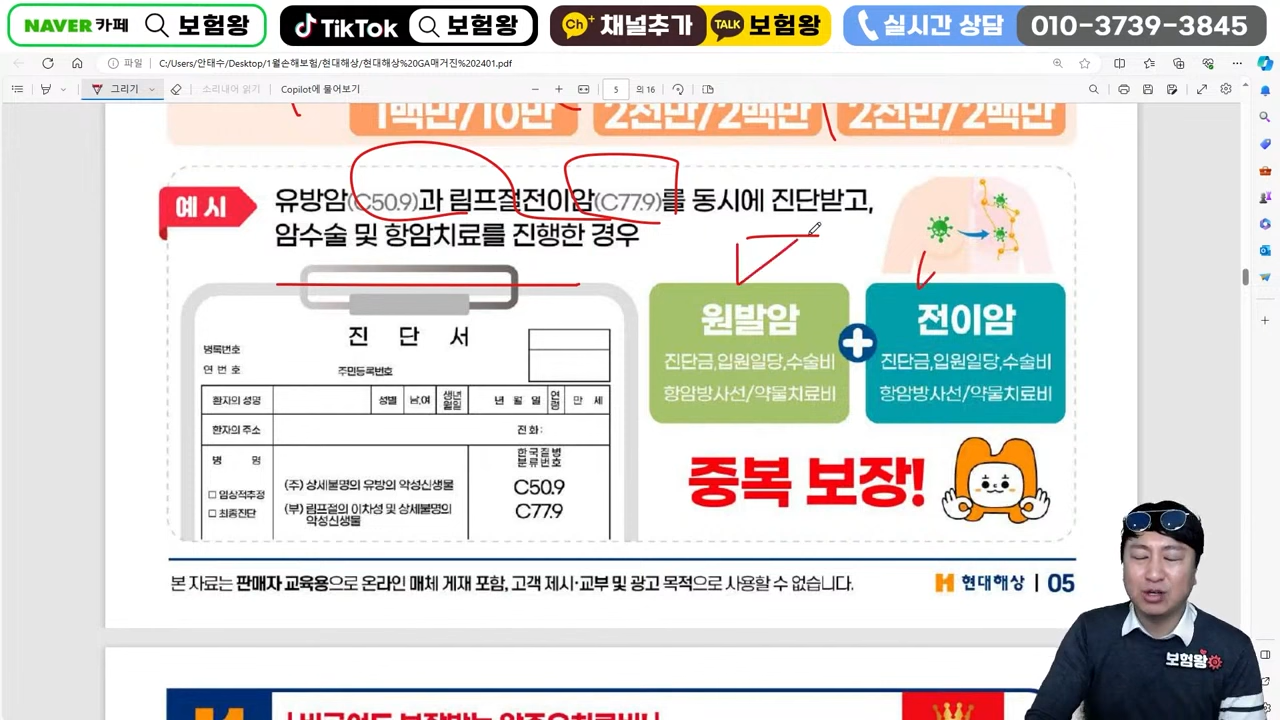 NAVER 카페 보험왕
TikTok 보험왕
Ch+ 채널추가 TALK 보험왕
실시간 상담 010-3739-3845
파일 C:/Users/안태수/Desktop/1월손해보험/현대해상/현대해상%20GA매거진%202401.pdf
그리기 소리내어 읽기 Copilot에 물어보기 5 의 16
1백만/10만 2천만/2백만 2천만/2백만
예시
유방암(C50.9)과 림프절전이암(C77.9)를 동시에 진단받고,
암수술 및 항암치료를 진행한 경우
진 단 서
병록번호
연 번 호
주민등록번호
환자의 성명 성별 남,여 생년월일 년 월 일 연령 만 세
환자의 주소 전 화 :
병 명 한국질병분류번호
□ 임상적추정 (주) 상세불명의 유방의 악성신생물 C50.9
□ 최종진단 (부) 림프절의 이차성 및 상세불명의 악성신생물 C77.9
원발암
진단금,입원일당,수술비
항암방사선/약물치료비
전이암
진단금,입원일당,수술비
항암방사선/약물치료비
중복 보장!
본 자료는 판매자 교육용으로 온라인 매체 게재 포함, 고객 제시·교부 및 광고 목적으로 사용할 수 없습니다.
현대해상 | 05
보험왕